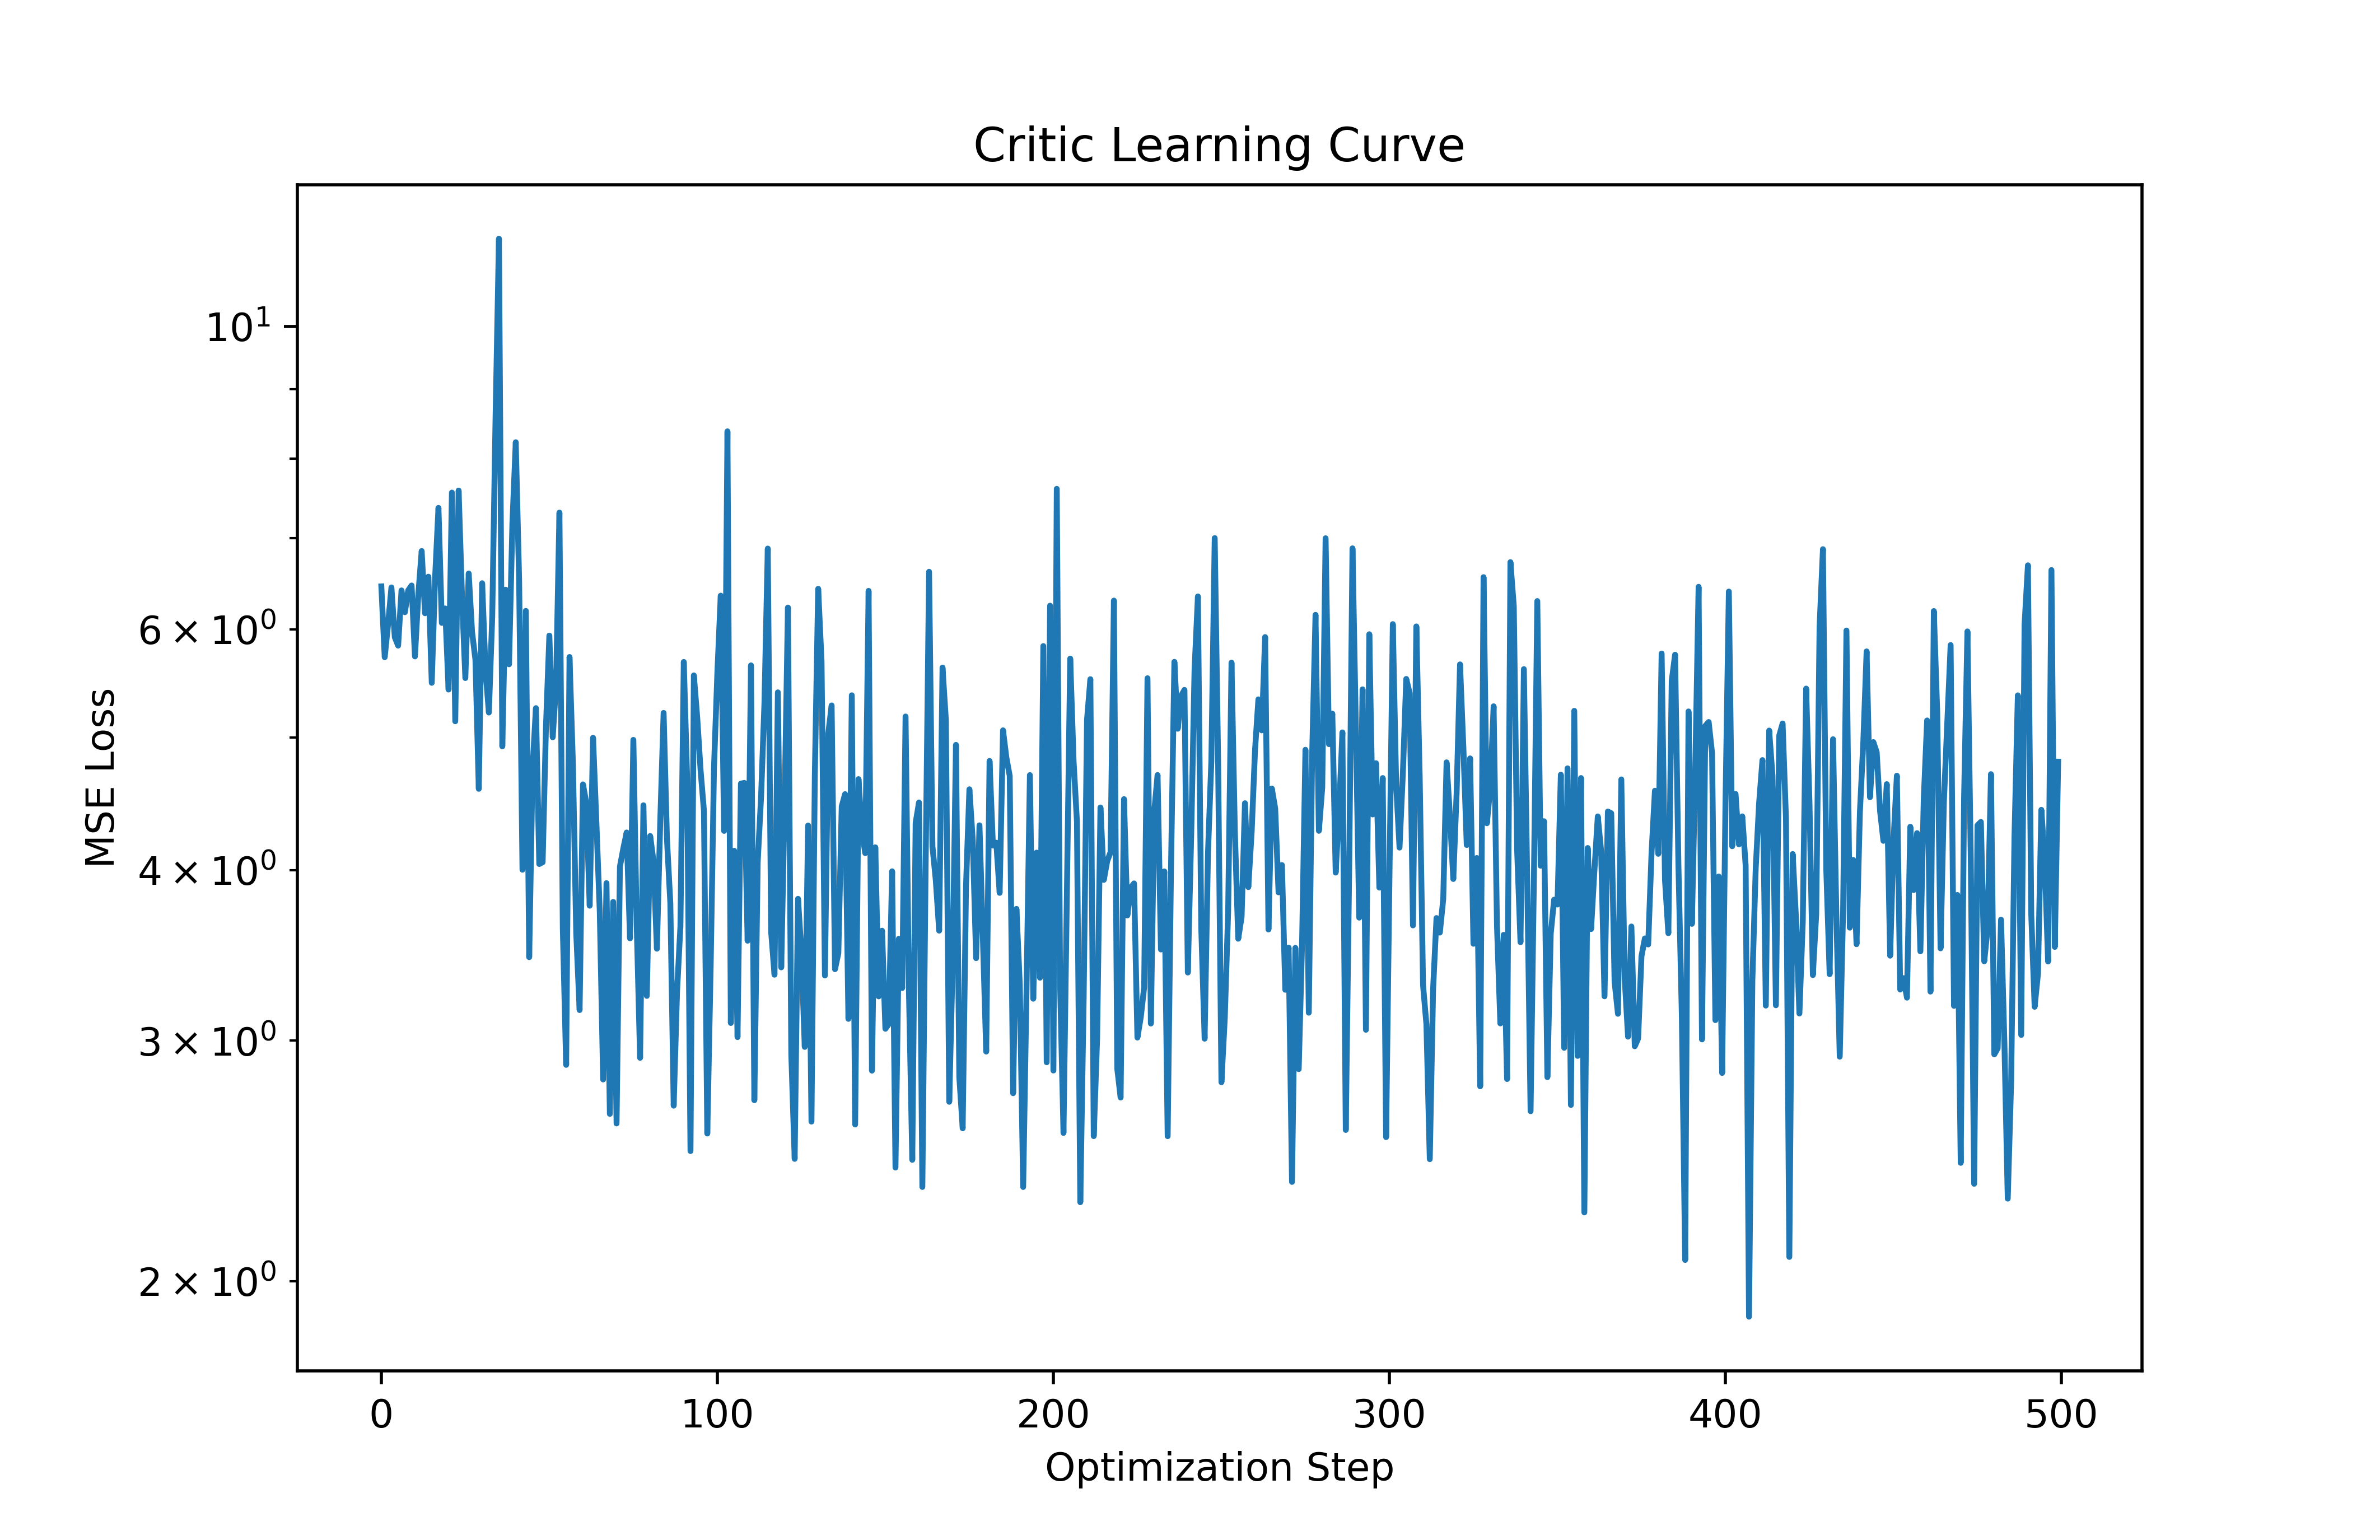 Critic Learning Curve
MSE Loss
10¹
6 × 10⁰
4 × 10⁰
3 × 10⁰
2 × 10⁰
0 100 200 300 400 500
Optimization Step